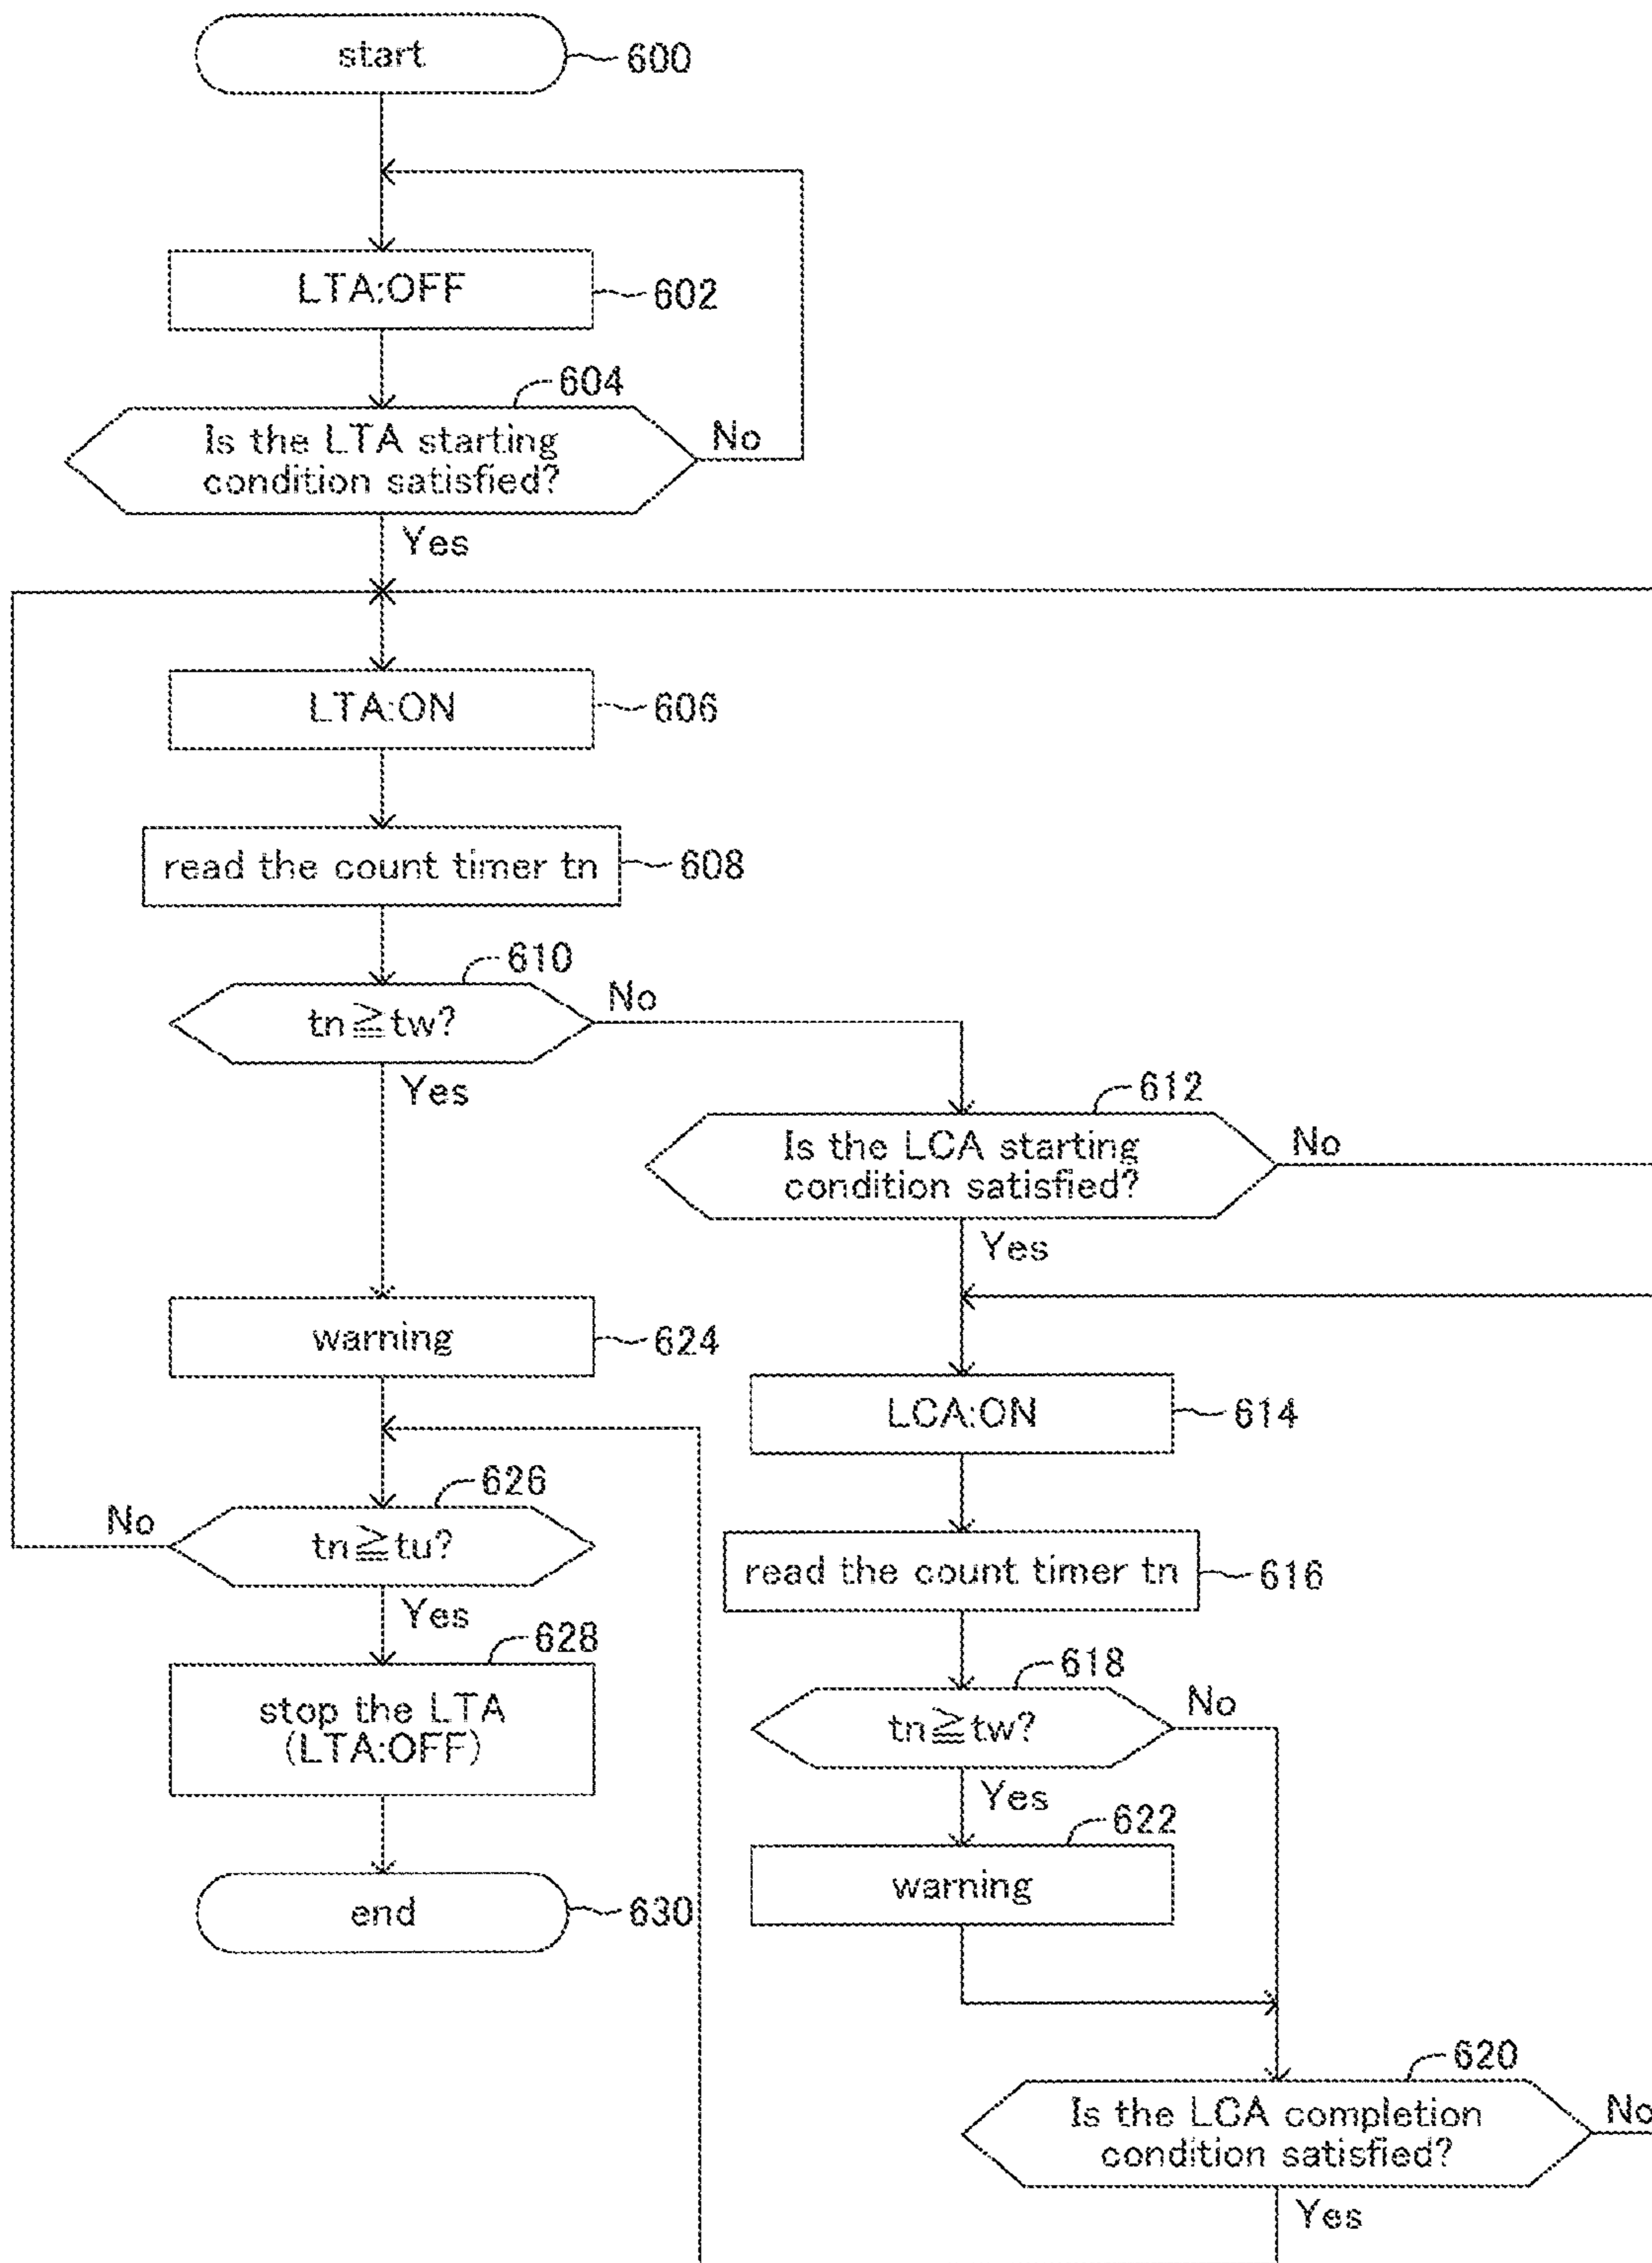 start
600
LTA:OFF
602
604
Is the LTA starting
condition satisfied?
No
Yes
LTA:ON
606
read the count timer tn
608
610
tn≧tw?
No
Yes
612
Is the LCA starting
condition satisfied?
No
Yes
warning
624
LCA:ON
614
626
tn≧tu?
No
Yes
read the count timer tn
616
628
stop the LTA
(LTA:OFF)
618
tn≧tw?
No
Yes
622
warning
end
630
620
Is the LCA completion
condition satisfied?
No
Yes